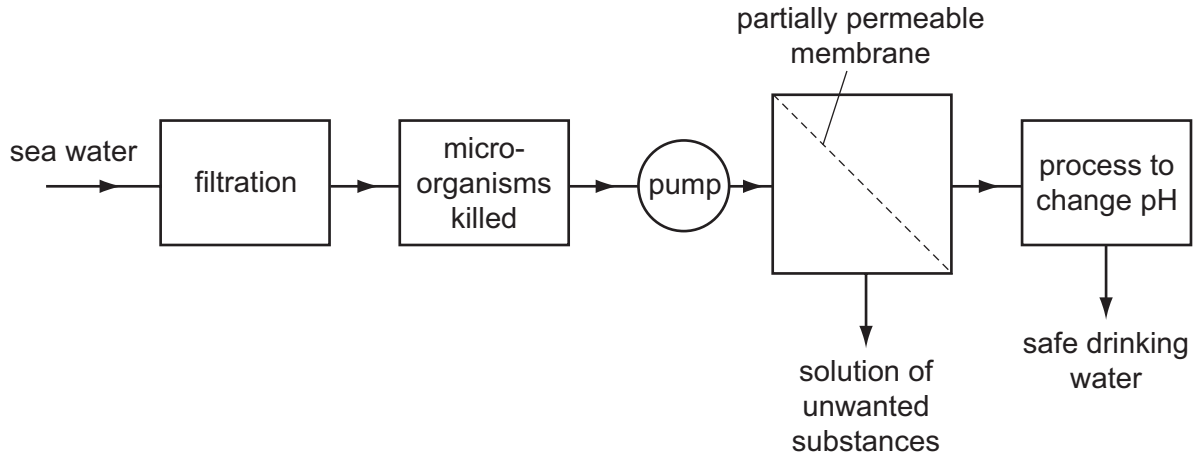 partially permeable
membrane
sea water
filtration
micro-
organisms
killed
pump
process to
change pH
solution of
unwanted
substances
safe drinking
water